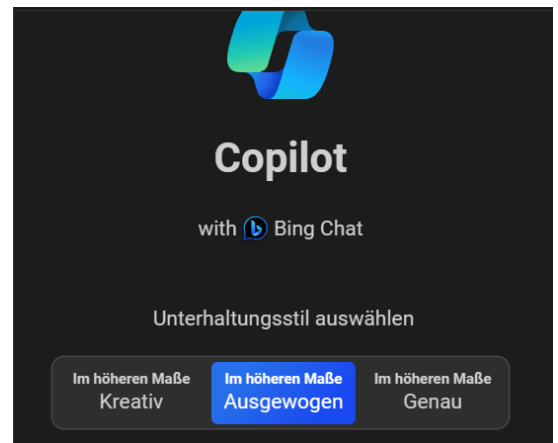 Copilot
with Bing Chat
Unterhaltungsstil auswählen
Im höheren Maße
Kreativ
Im höheren Maße
Ausgewogen
Im höheren Maße
Genau